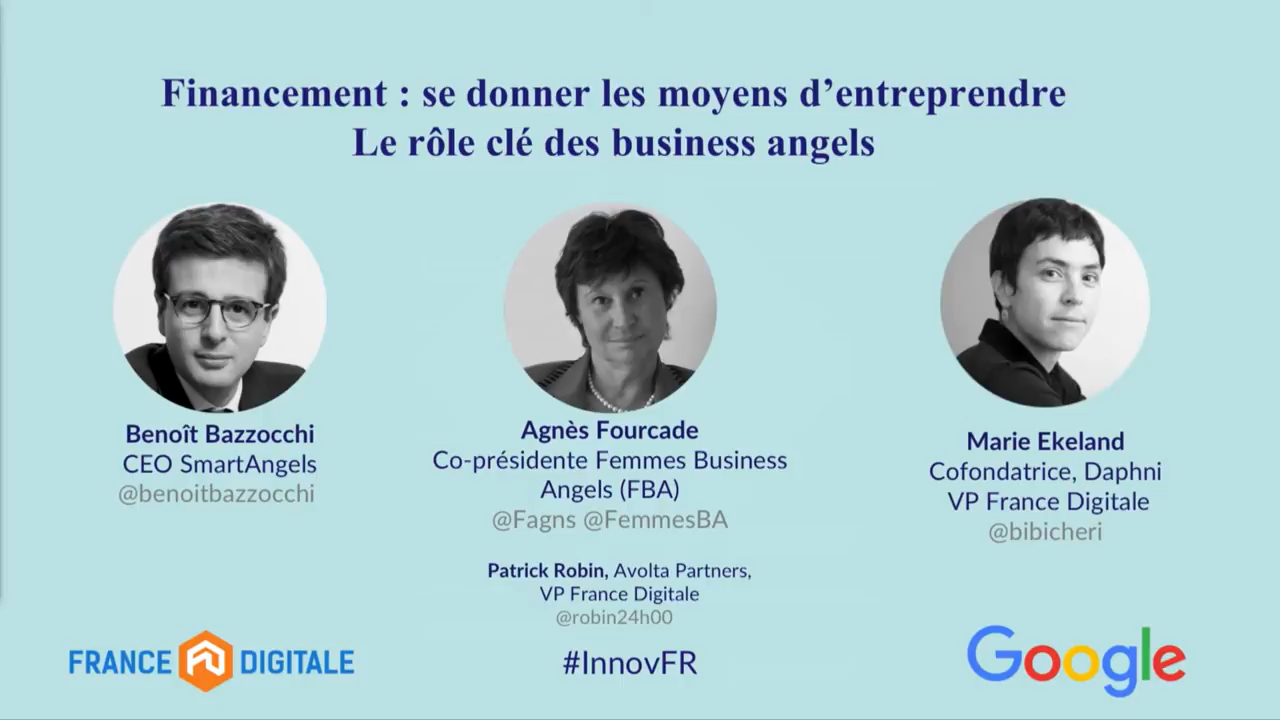 Financement : se donner les moyens d’entreprendre
Le rôle clé des business angels
Benoît Bazzocchi
CEO SmartAngels
@benoitbazzocchi
Agnès Fourcade
Co-présidente Femmes Business
Angels (FBA)
@Fagns @FemmesBA
Marie Ekeland
Cofondatrice, Daphni
VP France Digitale
@bibicheri
Patrick Robin, Avolta Partners,
VP France Digitale
@robin24h00
FRANCE DIGITALE
#InnovFR
Google